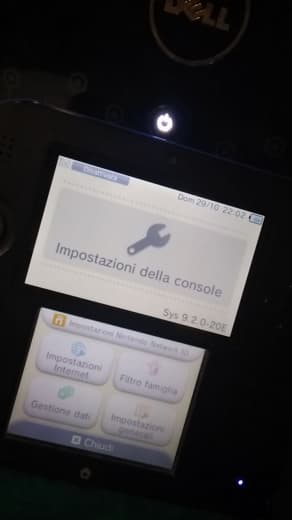 DELL
Disattivata
Dom 29/10 22:02
Impostazioni della console
Sys 9.2.0-20E
Impostazioni Nintendo Network ID
Impostazioni
Internet
Filtro famiglia
Gestione dati
Impostazioni
generali
Chiudi